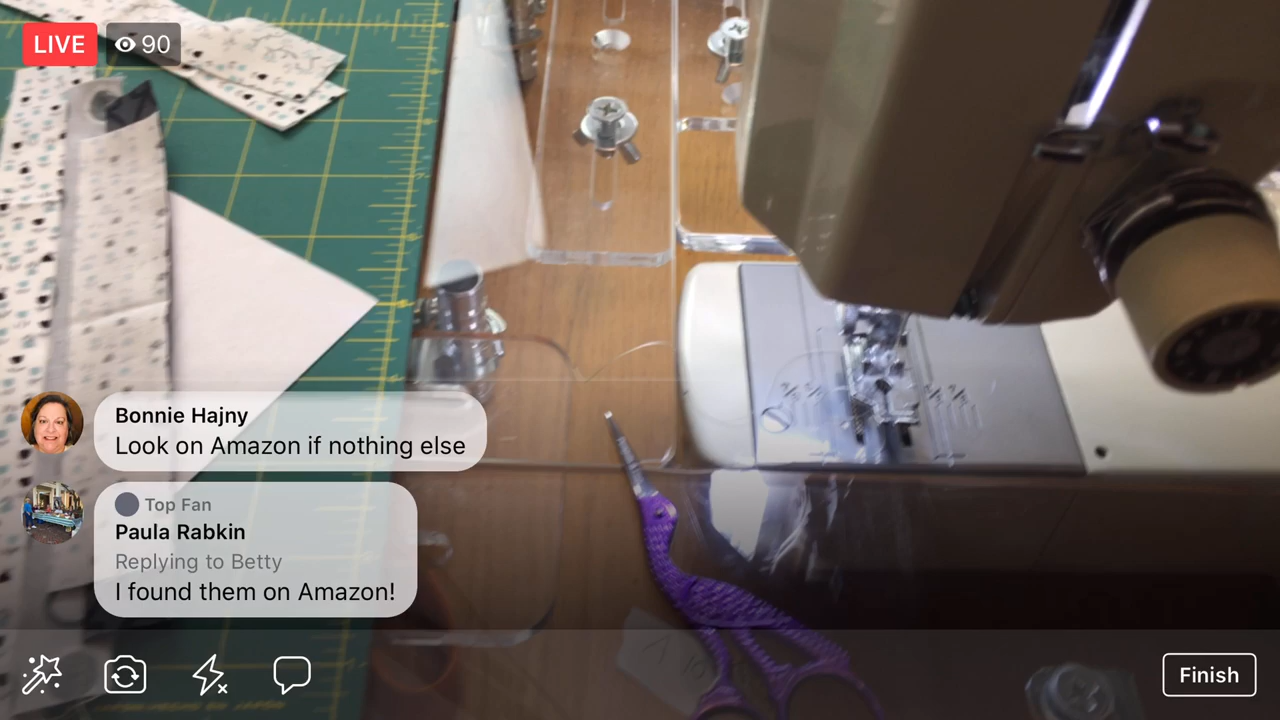 LIVE
90
Bonnie Hajny
Look on Amazon if nothing else
Top Fan
Paula Rabkin
Replying to Betty
I found them on Amazon!
Finish